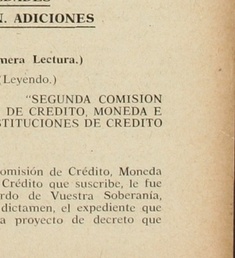 N. ADICIONES
mera Lectura.)
(Leyendo.)
"SEGUNDA COMISION
DE CREDITO, MONEDA E
STITUCIONES DE CREDITO
omisión de Crédito, Moneda
Crédito que suscribe, le fue
rdo de Vuestra Soberanía,
dictamen, el expediente que
a proyecto de decreto que